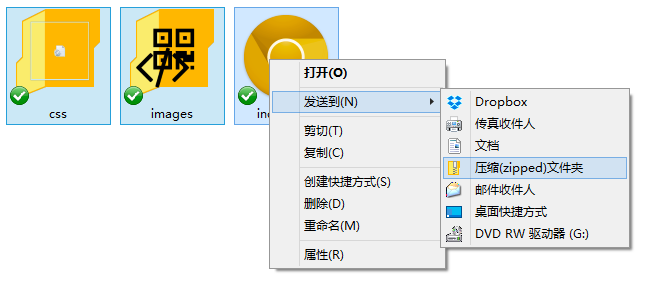 css
images
inc
打开(O)
发送到(N)
剪切(T)
复制(C)
创建快捷方式(S)
删除(D)
重命名(M)
属性(R)
Dropbox
传真收件人
文档
压缩(zipped)文件夹
邮件收件人
桌面快捷方式
DVD RW 驱动器 (G:)